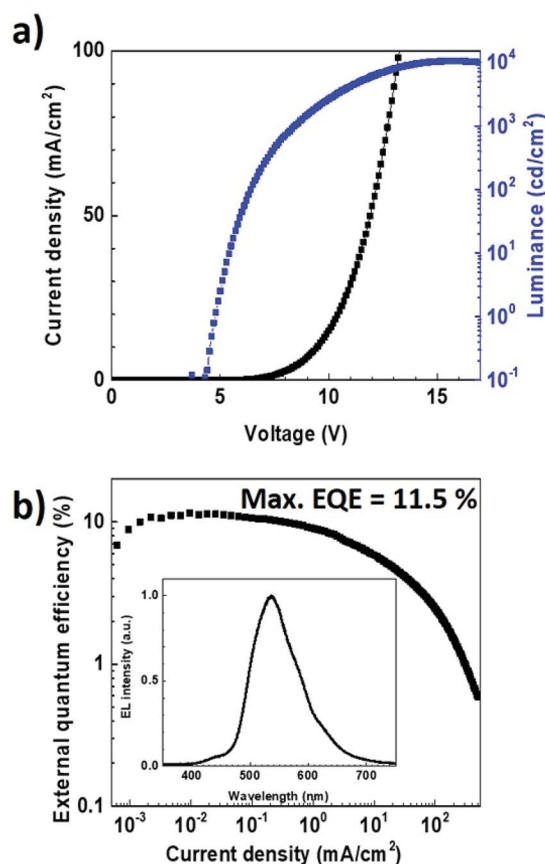 a)
100
50
0
Current density (mA/cm²)
10⁴
10³
10²
10¹
10⁰
10⁻¹
Luminance (cd/cm²)
0 5 10 15
Voltage (V)
b)
Max. EQE = 11.5 %
10
1
0.1
External quantum efficiency (%)
1.0
0.5
0.0
EL intensity (a.u.)
400 500 600 700
Wavelength (nm)
10⁻³ 10⁻² 10⁻¹ 10⁰ 10¹ 10²
Current density (mA/cm²)